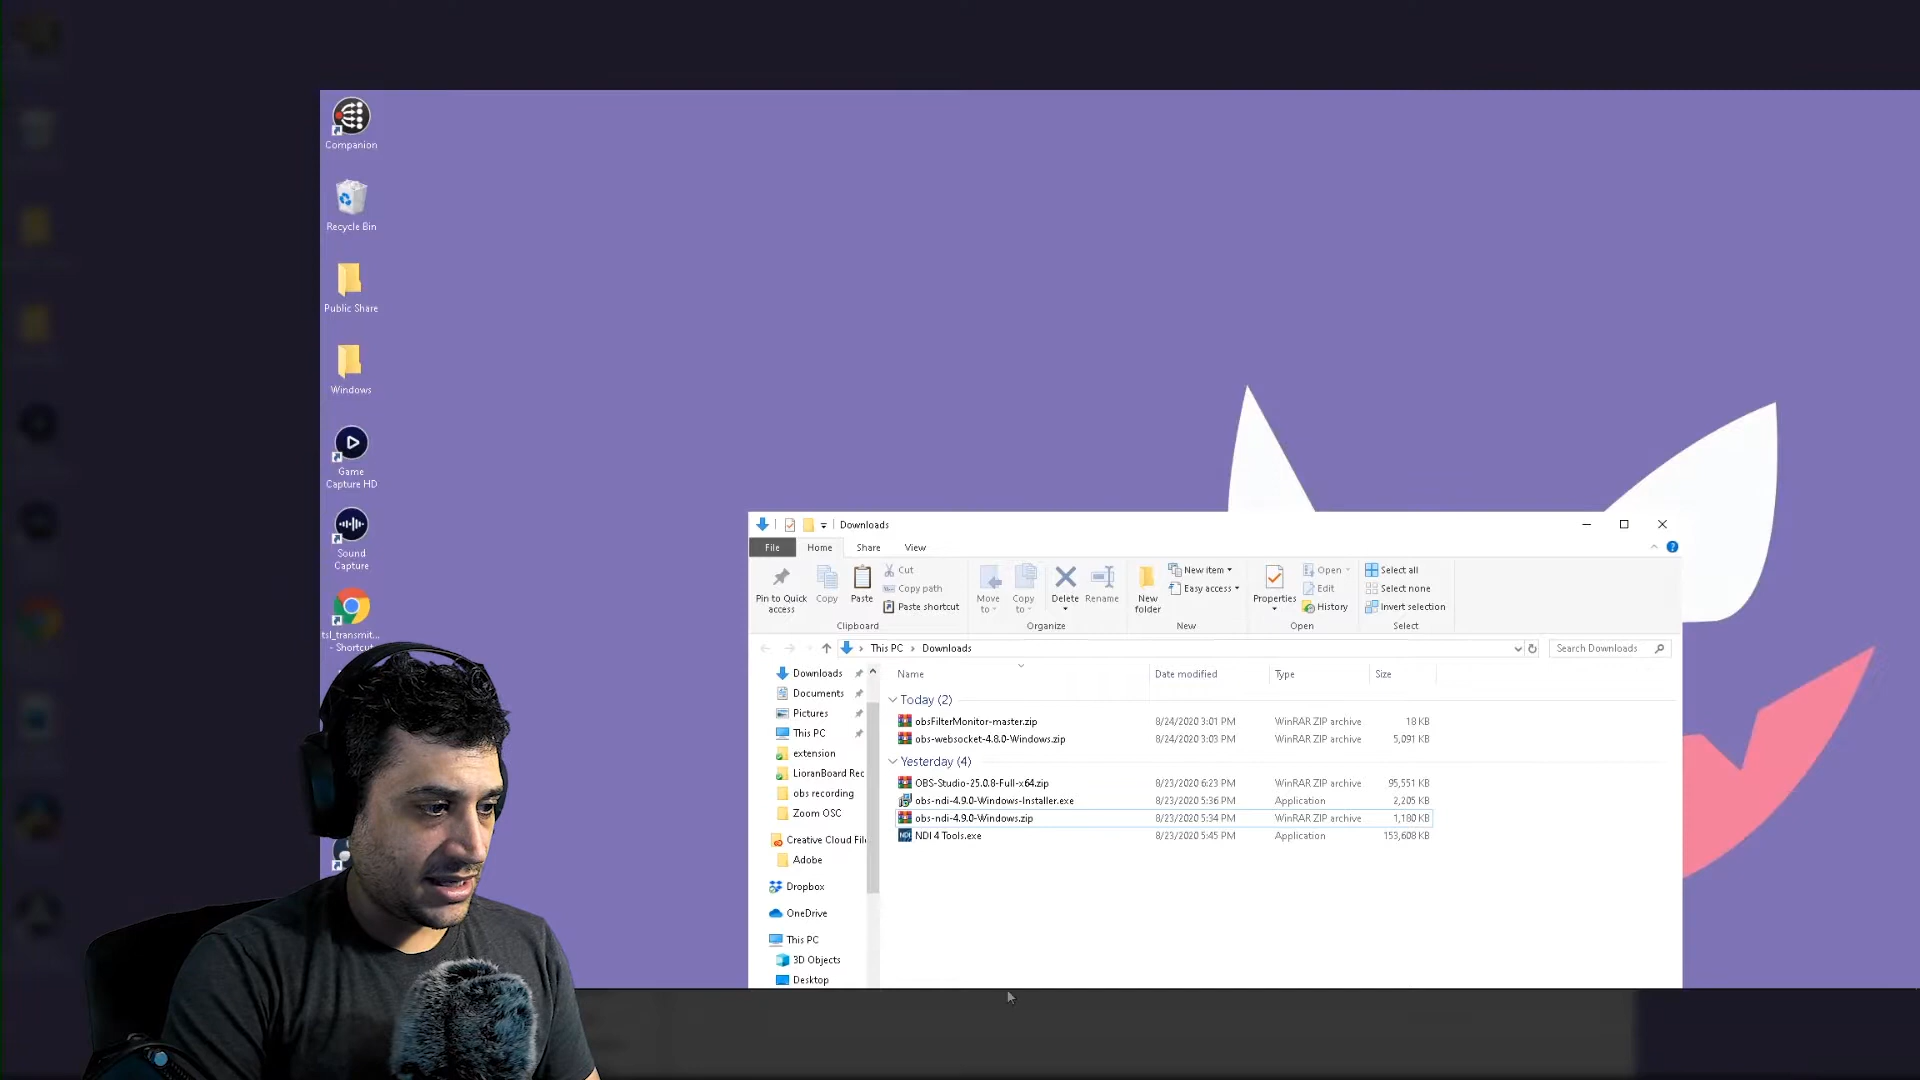 Companion
Recycle Bin
Public Share
Windows
Game
Capture HD
Sound
Capture
tsl_transmit...
- Shortcut
Downloads
File
Home
Share
View
Pin to Quick
access
Copy
Paste
Cut
Copy path
Paste shortcut
Clipboard
Move
to
Copy
to
Delete
Rename
Organize
New
folder
New item
Easy access
New
Properties
Open
Edit
History
Open
Select all
Select none
Invert selection
Select
This PC > Downloads
Search Downloads
Downloads
Documents
Pictures
This PC
extension
LioranBoard Rec
obs recording
Zoom OSC
Creative Cloud File
Adobe
Dropbox
OneDrive
This PC
3D Objects
Desktop
Name Date modified Type Size
Today (2)
obsFilterMonitor-master.zip 8/24/2020 3:01 PM WinRAR ZIP archive 18 KB
obs-websocket-4.8.0-Windows.zip 8/24/2020 3:03 PM WinRAR ZIP archive 5,091 KB
Yesterday (4)
OBS-Studio-25.0.8-Full-x64.zip 8/23/2020 6:23 PM WinRAR ZIP archive 95,551 KB
obs-ndi-4.9.0-Windows-Installer.exe 8/23/2020 5:36 PM Application 2,205 KB
obs-ndi-4.9.0-Windows.zip 8/23/2020 5:34 PM WinRAR ZIP archive 1,180 KB
NDI NDI 4 Tools.exe 8/23/2020 5:45 PM Application 153,608 KB